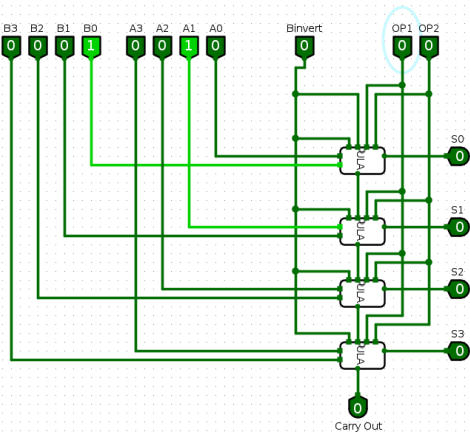 B3 B2 B1 B0 A3 A2 A1 A0 Binvert OP1 OP2
0 0 0 1 0 0 1 0 0 0 0
S0
ULA 0
S1
ULA 0
S2
ULA 0
S3
ULA 0
0
Carry Out